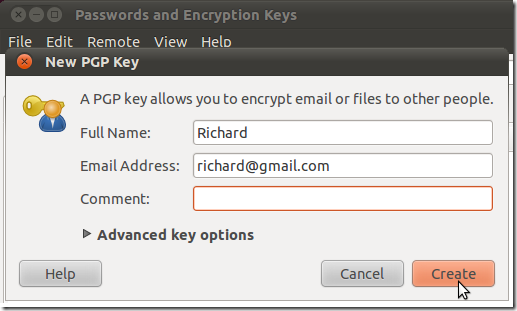 Passwords and Encryption Keys
File Edit Remote View Help
New PGP Key
A PGP key allows you to encrypt email or files to other people.
Full Name: Richard
Email Address: richard@gmail.com
Comment:
Advanced key options
Help Cancel Create